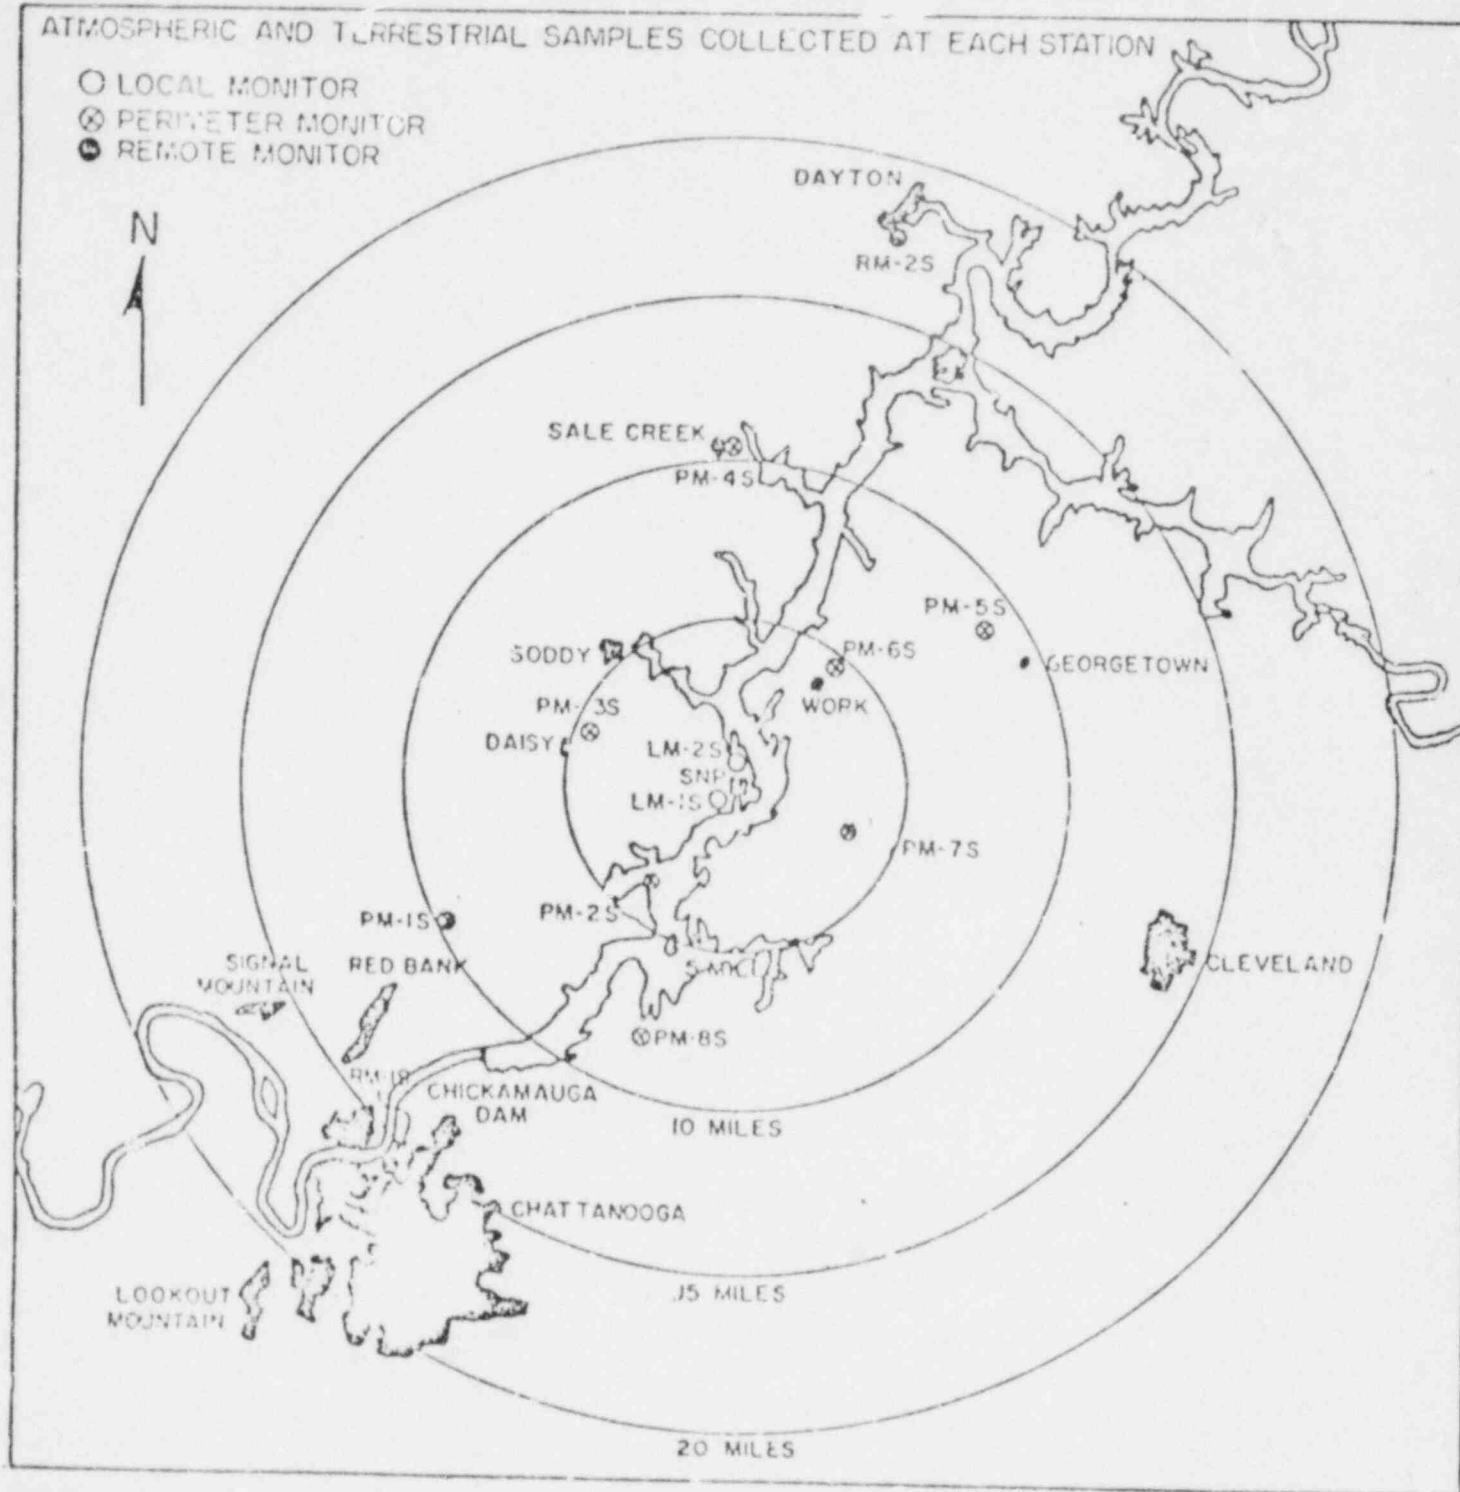 ATMOSPHERIC AND TERRESTRIAL SAMPLES COLLECTED AT EACH STATION
LOCAL MONITOR
PERIMETER MONITOR
REMOTE MONITOR
N
DAYTON
RM-2S
SALE CREEK
PM-4S
PM-5S
SODDY
PM-6S
GEORGETOWN
PM-3S
WORK
DAISY
LM-2S
SNP
LM-1S
PM-7S
PM-2S
PM-1S
SIGNAL
MOUNTAIN
RED BANK
CLEVELAND
PM-8S
CHICKAMAUGA
DAM
10 MILES
CHATTANOOGA
15 MILES
LOOKOUT
MOUNTAIN
20 MILES